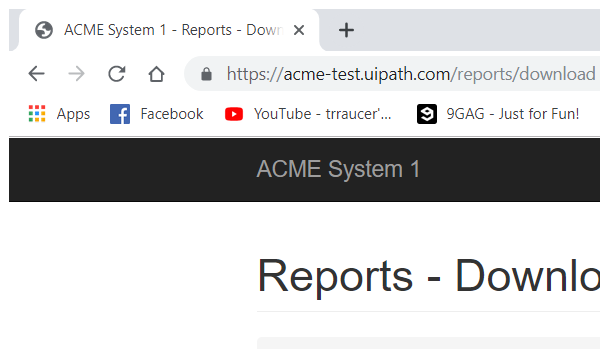 ACME System 1 - Reports - Down
https://acme-test.uipath.com/reports/download
Apps Facebook YouTube - trraucer'... 9GAG - Just for Fun!
ACME System 1
Reports - Downlo